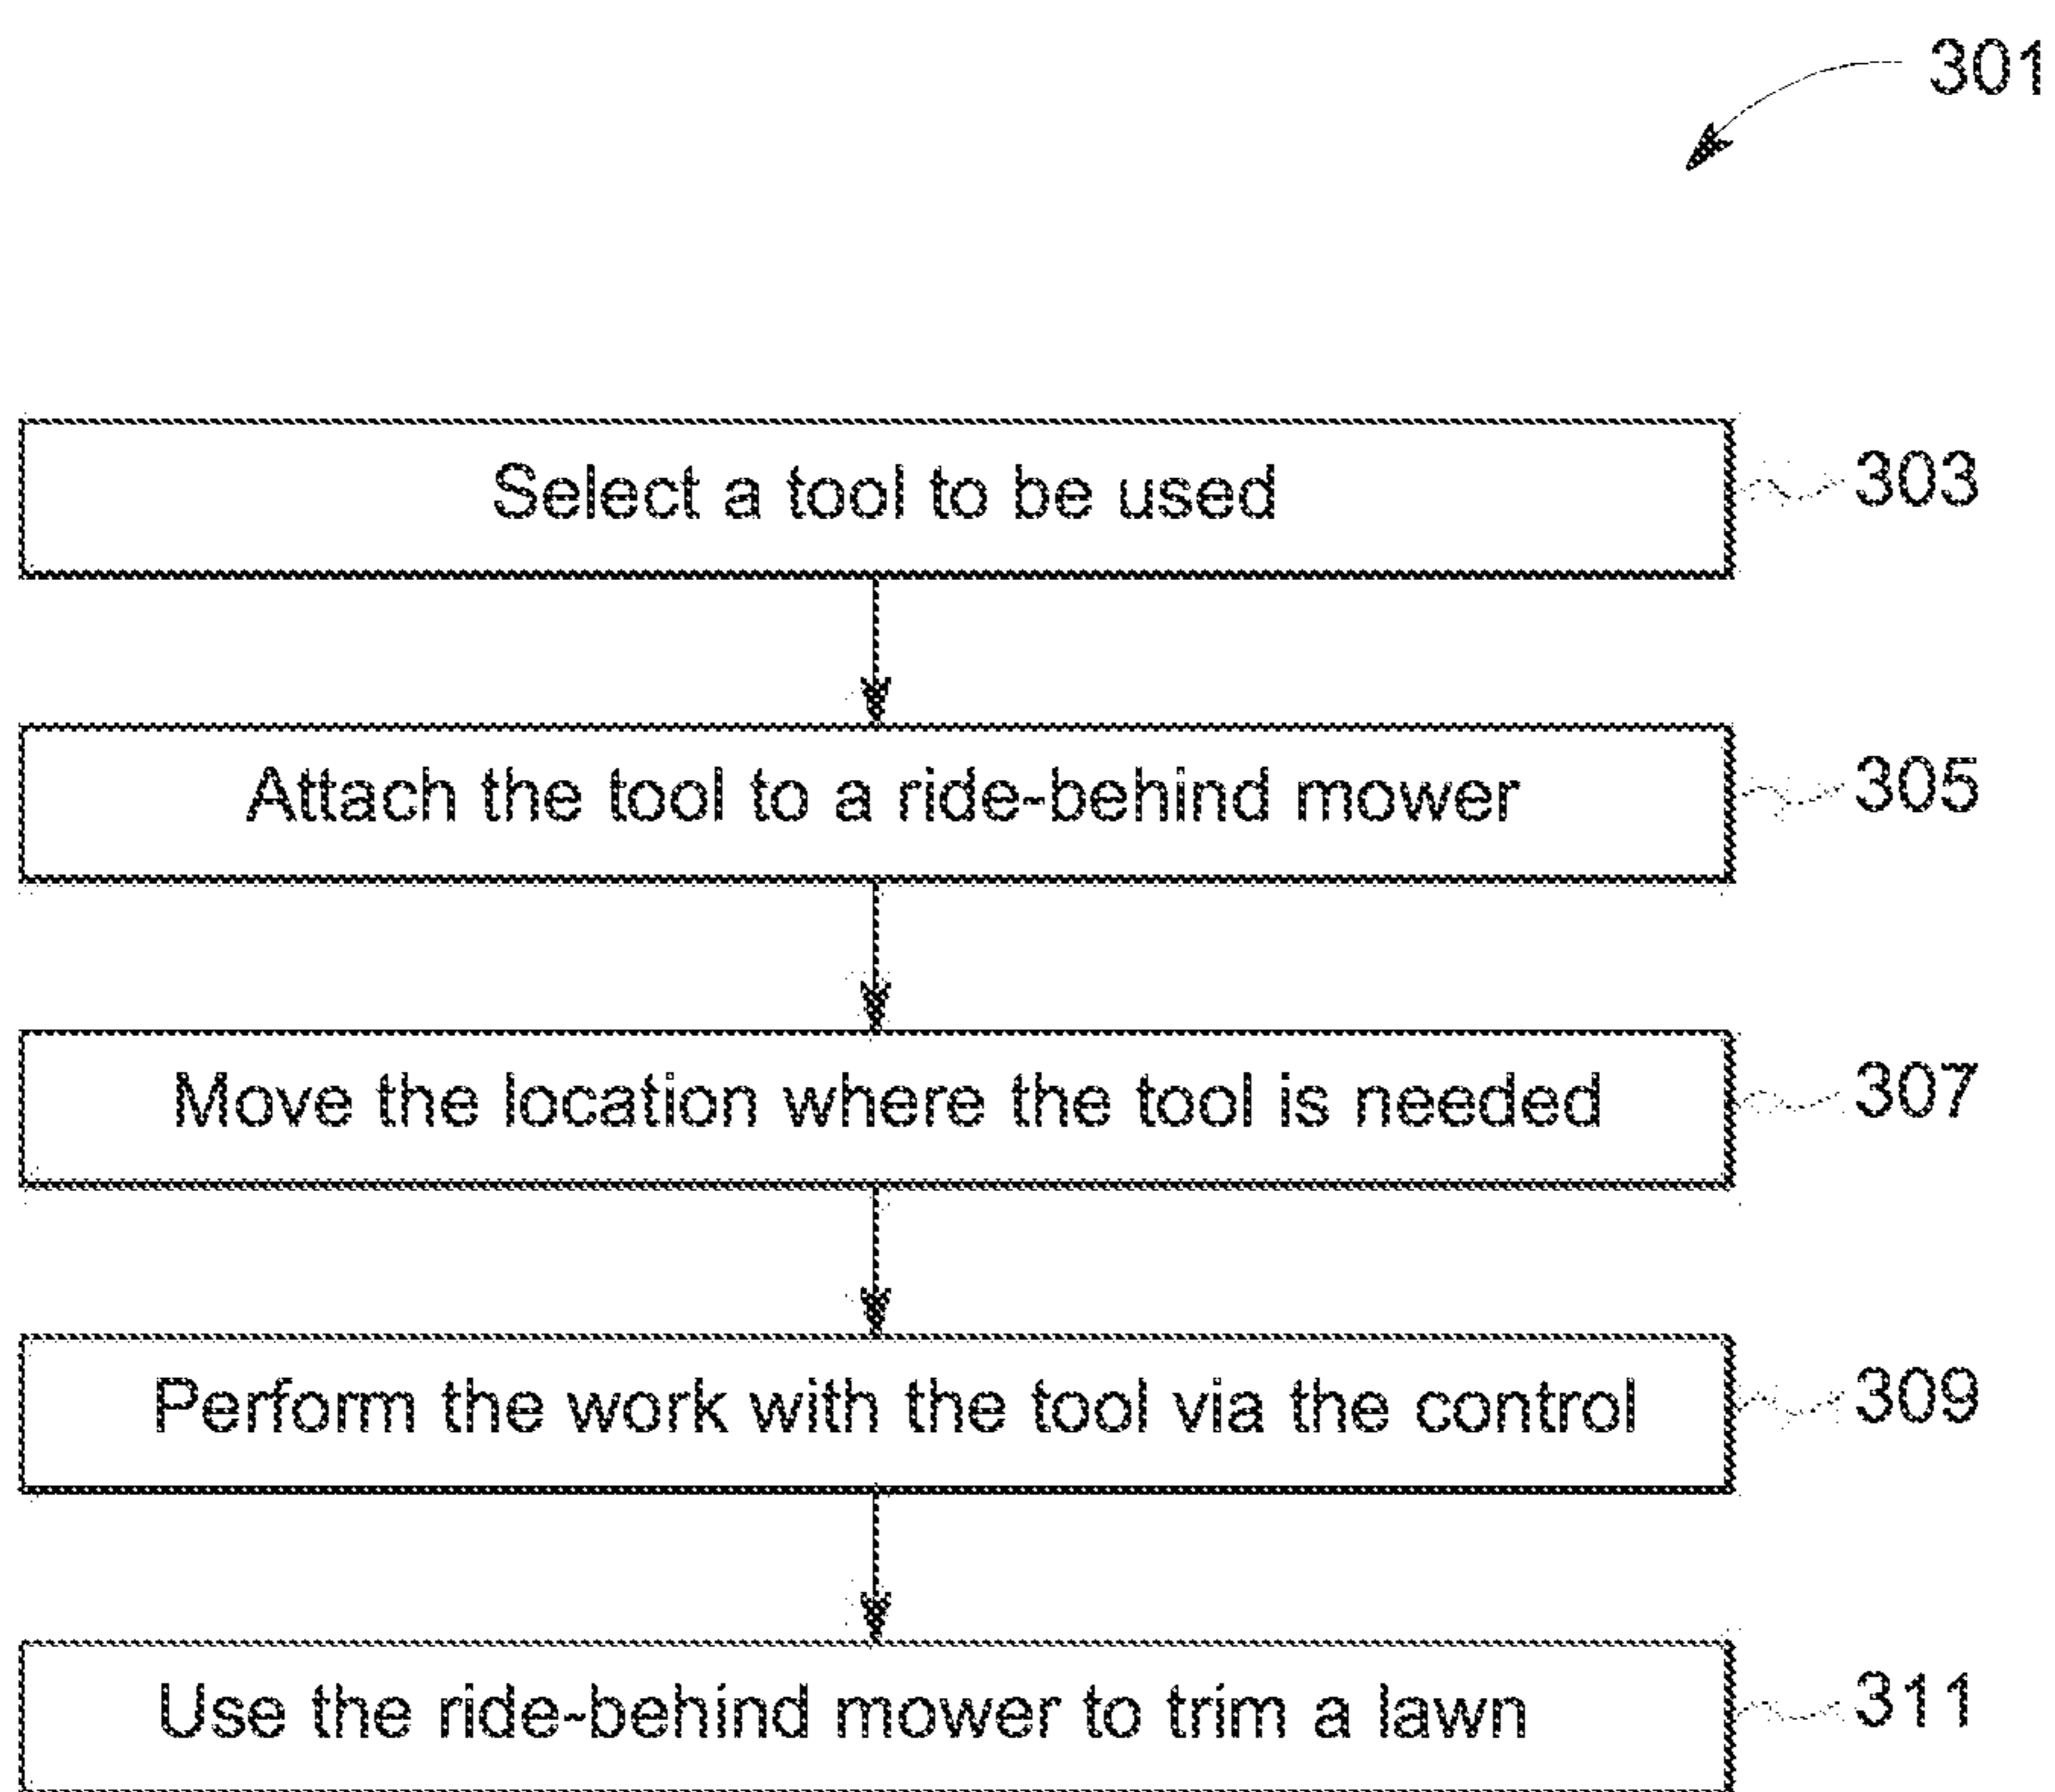 301
Select a tool to be used
303
Attach the tool to a ride-behind mower
305
Move the location where the tool is needed
307
Perform the work with the tool via the control
309
Use the ride-behind mower to trim a lawn
311